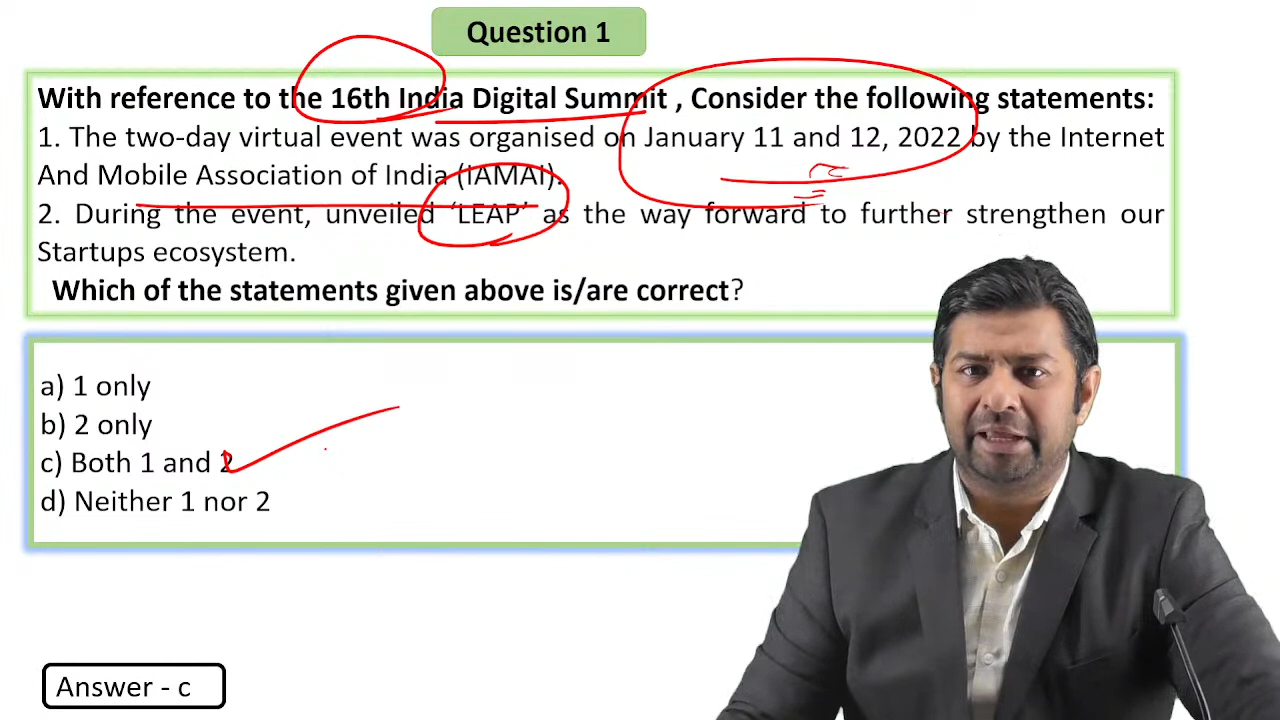 Question 1
With reference to the 16th India Digital Summit , Consider the following statements:
1. The two-day virtual event was organised on January 11 and 12, 2022 by the Internet
And Mobile Association of India (IAMAI).
2. During the event, unveiled ‘LEAP’ as the way forward to further strengthen our
Startups ecosystem.
Which of the statements given above is/are correct?
a) 1 only
b) 2 only
c) Both 1 and 2
d) Neither 1 nor 2
Answer - c